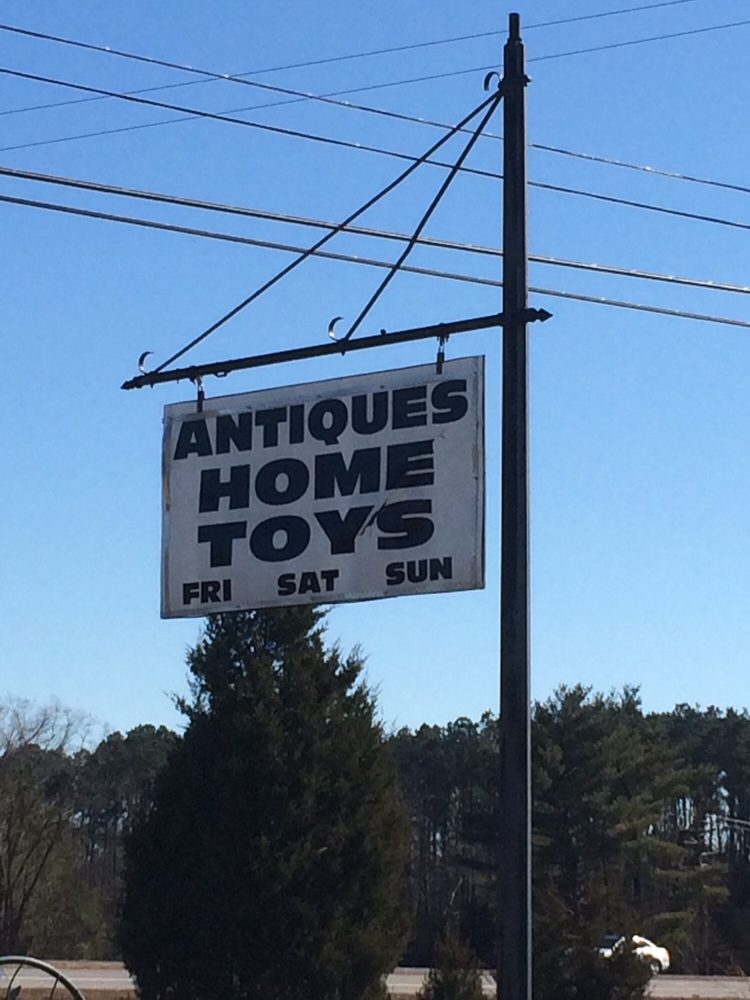 ANTIQUES
HOME
TOYS
FRI SAT SUN